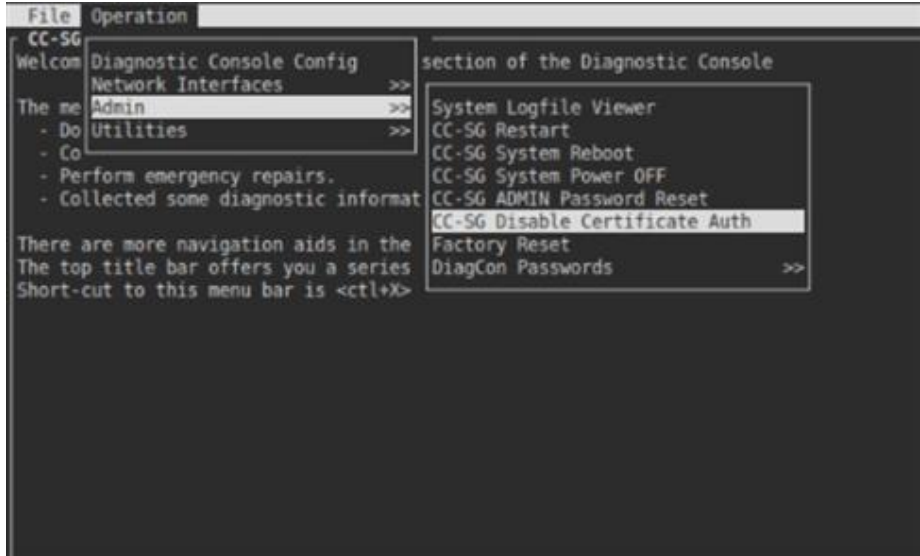 File Operation
CC-SG
Welcom
Diagnostic Console Config
Network Interfaces >>
Admin >>
Utilities >>
section of the Diagnostic Console
The me
- Do
- Co
- Perform emergency repairs.
- Collected some diagnostic informat
System Logfile Viewer
CC-SG Restart
CC-SG System Reboot
CC-SG System Power OFF
CC-SG ADMIN Password Reset
CC-SG Disable Certificate Auth
Factory Reset
DiagCon Passwords >>
There are more navigation aids in the
The top title bar offers you a series
Short-cut to this menu bar is <ctl+X>